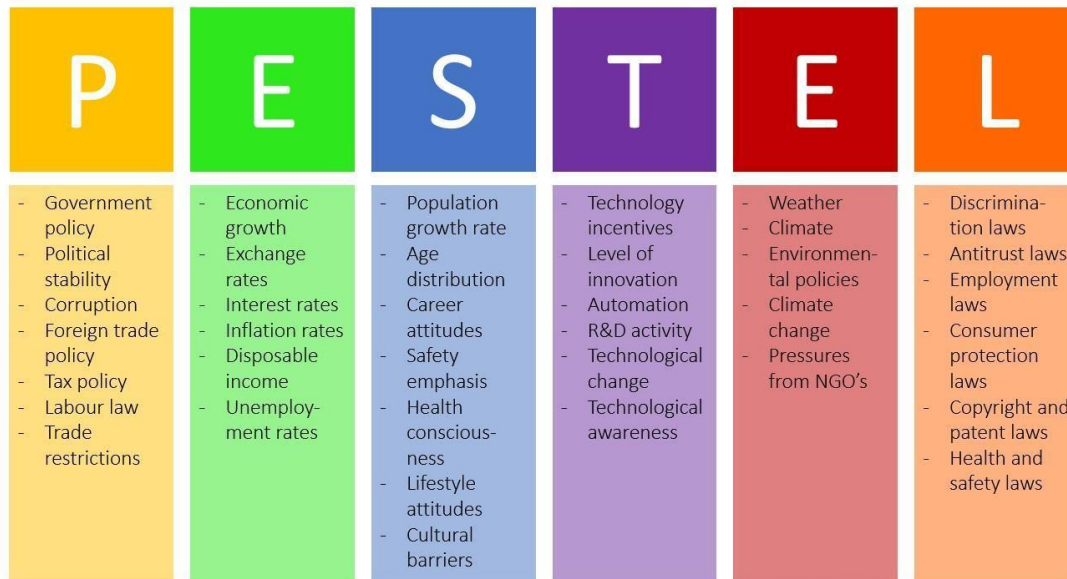 P
- Government
policy
- Political
stability
- Corruption
- Foreign trade
policy
- Tax policy
- Labour law
- Trade
restrictions
E
- Economic
growth
- Exchange
rates
- Interest rates
- Inflation rates
- Disposable
income
- Unemploy-
ment rates
S
- Population
growth rate
- Age
distribution
- Career
attitudes
- Safety
emphasis
- Health
conscious-
ness
- Lifestyle
attitudes
- Cultural
barriers
T
- Technology
incentives
- Level of
innovation
- Automation
- R&D activity
- Technological
change
- Technological
awareness
E
- Weather
- Climate
- Environmen-
tal policies
- Climate
change
- Pressures
from NGO's
L
- Discrimina-
tion laws
- Antitrust laws
- Employment
laws
- Consumer
protection
laws
- Copyright and
patent laws
- Health and
safety laws